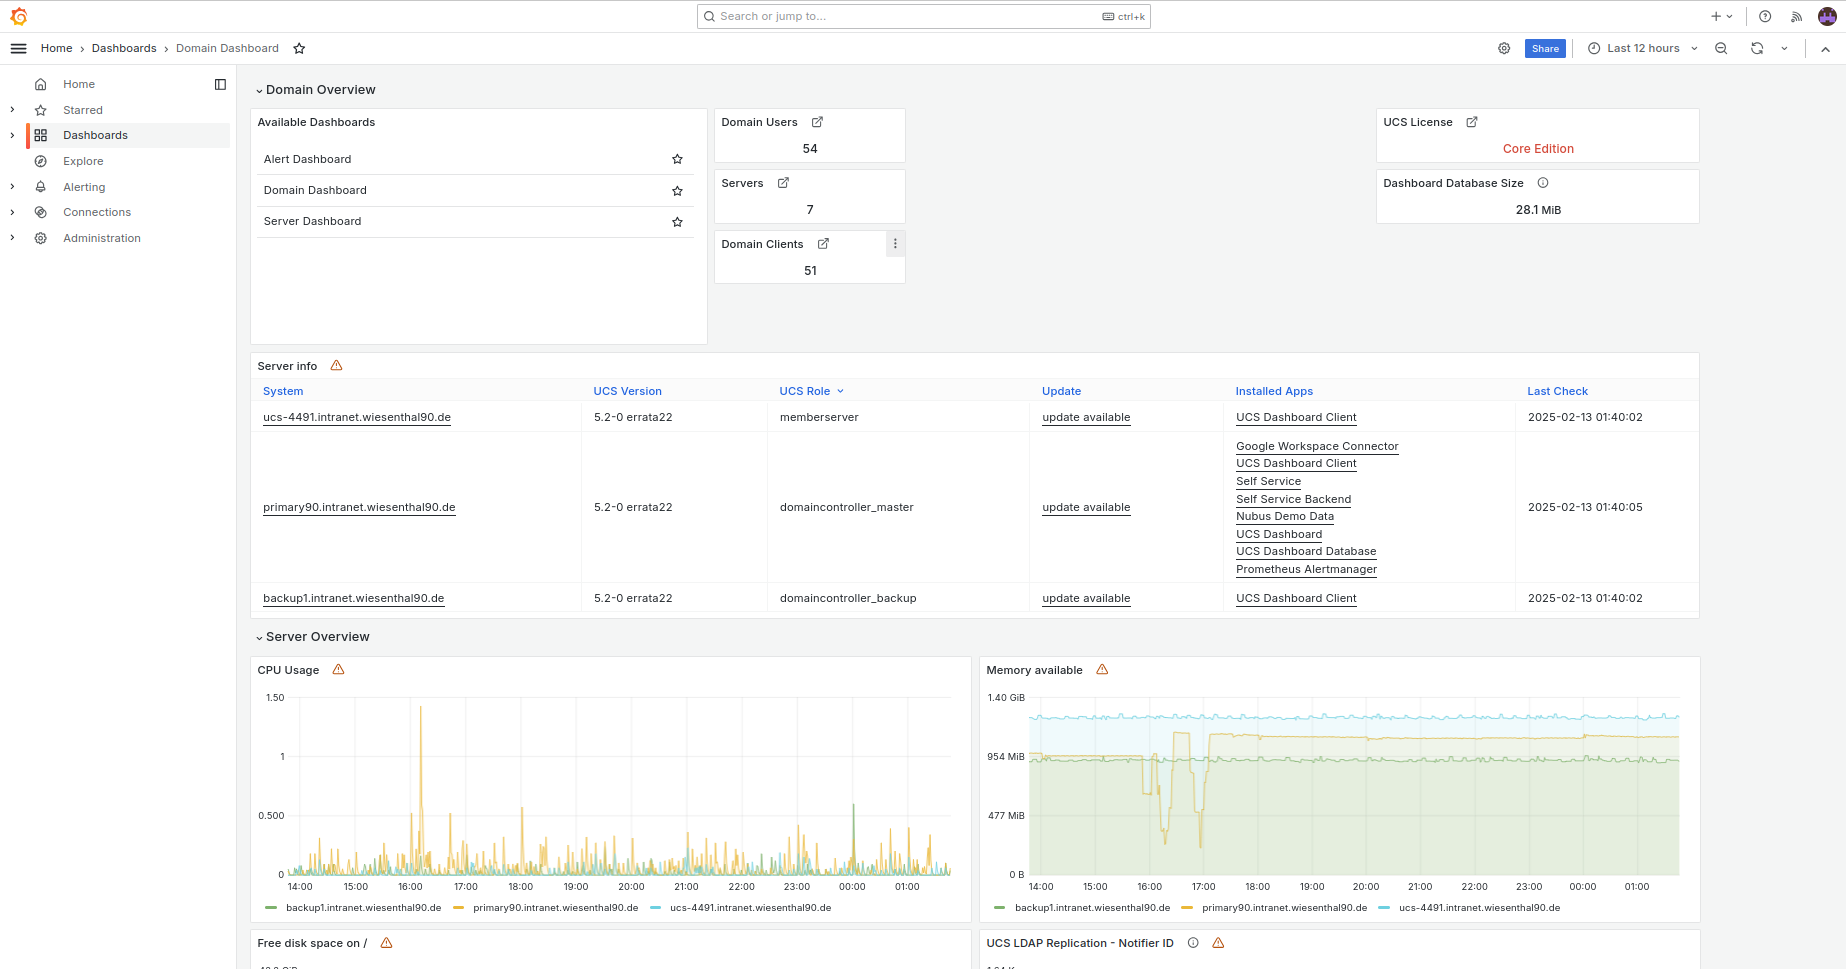 Search or jump to...
ctrl+k
Home
Dashboards
Domain Dashboard
Share
Last 12 hours
Home
Starred
Dashboards
Explore
Alerting
Connections
Administration
Domain Overview
Available Dashboards
Alert Dashboard
Domain Dashboard
Server Dashboard
Domain Users
54
Servers
7
Domain Clients
51
UCS License
Core Edition
Dashboard Database Size
28.1 MiB
Server info
System UCS Version UCS Role Update Installed Apps Last Check
ucs-4491.intranet.wiesenthal90.de 5.2-0 errata22 memberserver update available UCS Dashboard Client 2025-02-13 01:40:02
primary90.intranet.wiesenthal90.de 5.2-0 errata22 domaincontroller_master update available
Google Workspace Connector
UCS Dashboard Client
Self Service
Self Service Backend
Nubus Demo Data
UCS Dashboard
UCS Dashboard Database
Prometheus Alertmanager
2025-02-13 01:40:05
backup1.intranet.wiesenthal90.de 5.2-0 errata22 domaincontroller_backup update available UCS Dashboard Client 2025-02-13 01:40:02
Server Overview
CPU Usage
1.50
1
0.500
0
14:00 15:00 16:00 17:00 18:00 19:00 20:00 21:00 22:00 23:00 00:00 01:00
backup1.intranet.wiesenthal90.de primary90.intranet.wiesenthal90.de ucs-4491.intranet.wiesenthal90.de
Memory available
1.40 GiB
954 MiB
477 MiB
0 B
14:00 15:00 16:00 17:00 18:00 19:00 20:00 21:00 22:00 23:00 00:00 01:00
backup1.intranet.wiesenthal90.de primary90.intranet.wiesenthal90.de ucs-4491.intranet.wiesenthal90.de
Free disk space on /
UCS LDAP Replication - Notifier ID